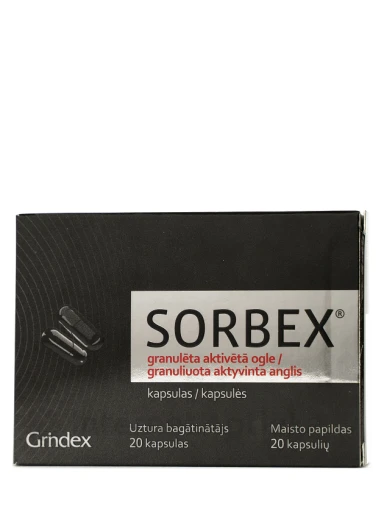 SORBEX®
granulēta aktivētā ogle /
granuliuota aktyvinta anglis
kapsulas / kapsulės
Uztura bagātinātājs
20 kapsulas
Maisto papildas
20 kapsulių
Grindex